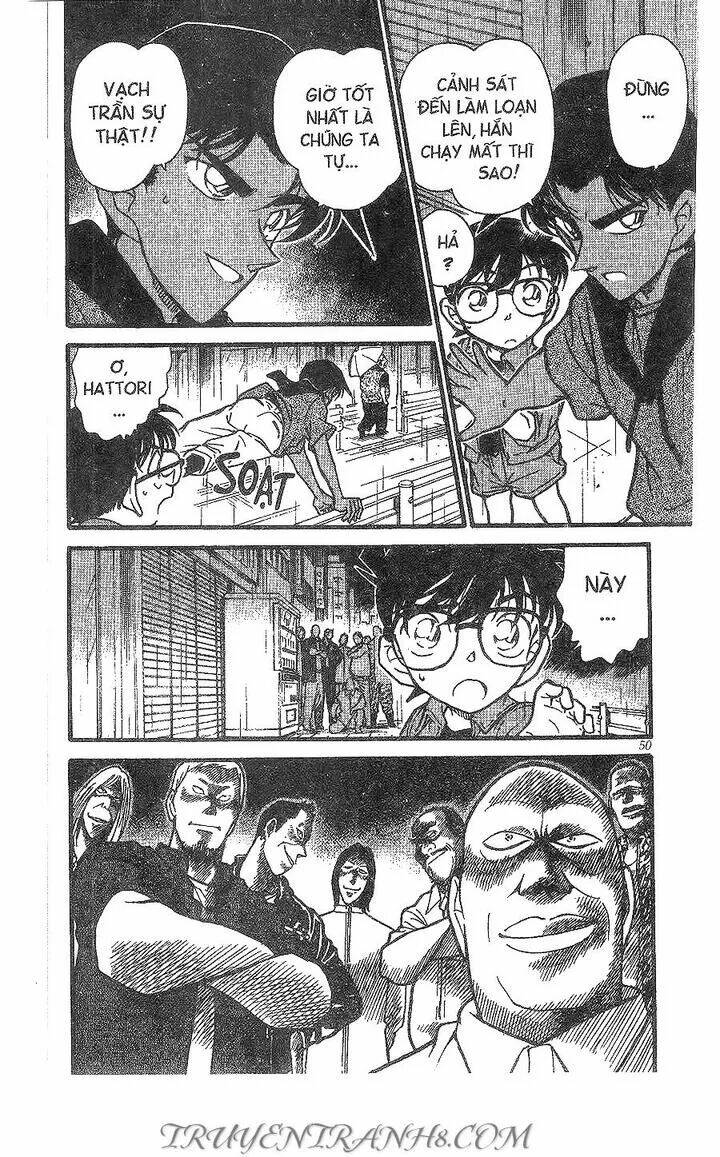 ĐỪNG
...
CẢNH SÁT
ĐẾN LÀM LOẠN
LÊN, HẮN
CHẠY MẤT THÌ
SAO!
HẢ
?
GIỜ TỐT
NHẤT LÀ
CHÚNG TA
TỰ...
VẠCH
TRẦN SỰ
THẬT!!
Ơ,
HATTORI
...
SOẠT
NÀY
...
50
TRUYENTRANH8.COM